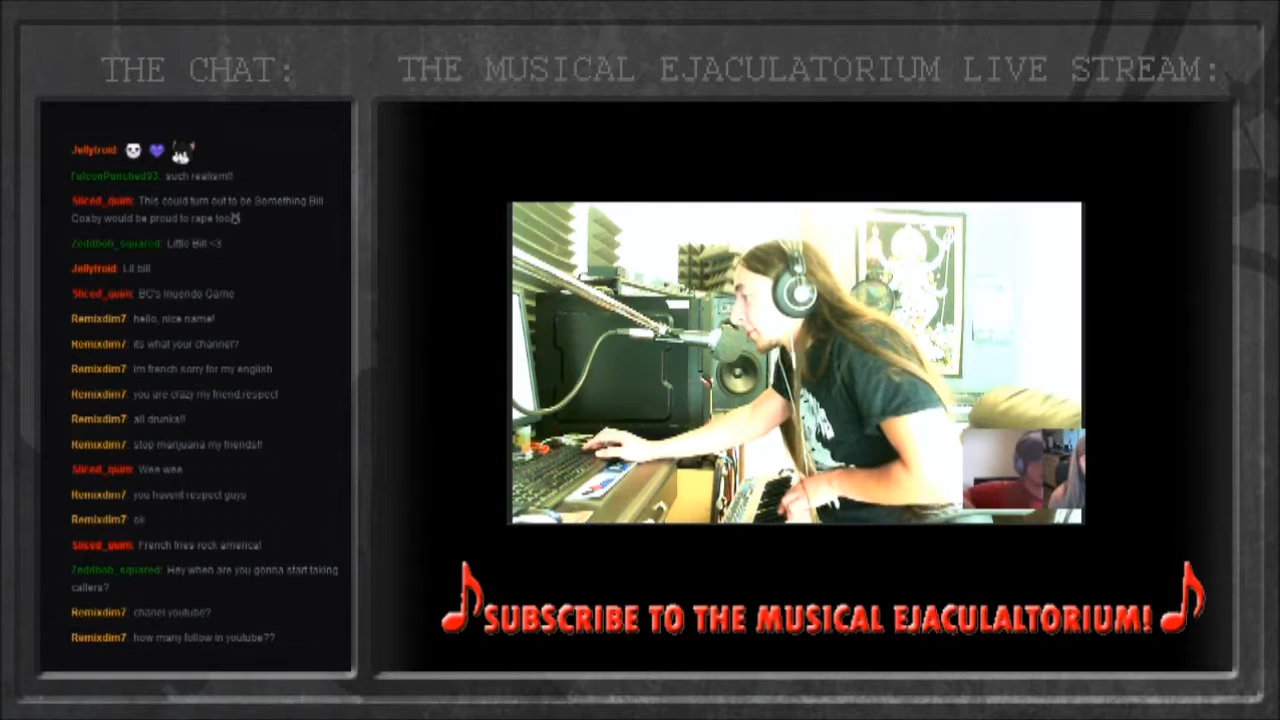 THE CHAT:
THE MUSICAL EJACULATORIUM LIVE STREAM:
Jellytroid
FulconPunched93: such realism!!
Sliced_quim: This could turn out to be Something Bill
Cosby would be proud to rape too
Zeddbob_squared: Little Bill <3
Jellytroid: Lil bill
Sliced_quim: BC's Inuendo Game
Remixdim7: hello, nice name!
Remixdim7: its what your channel?
Remixdim7: im french sorry for my english
Remixdim7: you are crazy my friend.respect
Remixdim7: all drunks!!
Remixdim7: stop marijuana my friends!!
Sliced_quim: Wee wee
Remixdim7: you havent respect guys
Remixdim7: ok
Sliced_quim: French fries rock america!
Zeddbob_squared: Hey when are you gonna start taking
callers?
Remixdim7: chanel youtube?
Remixdim7: how many follow in youtube??
SUBSCRIBE TO THE MUSICAL EJACULALTORIUM!